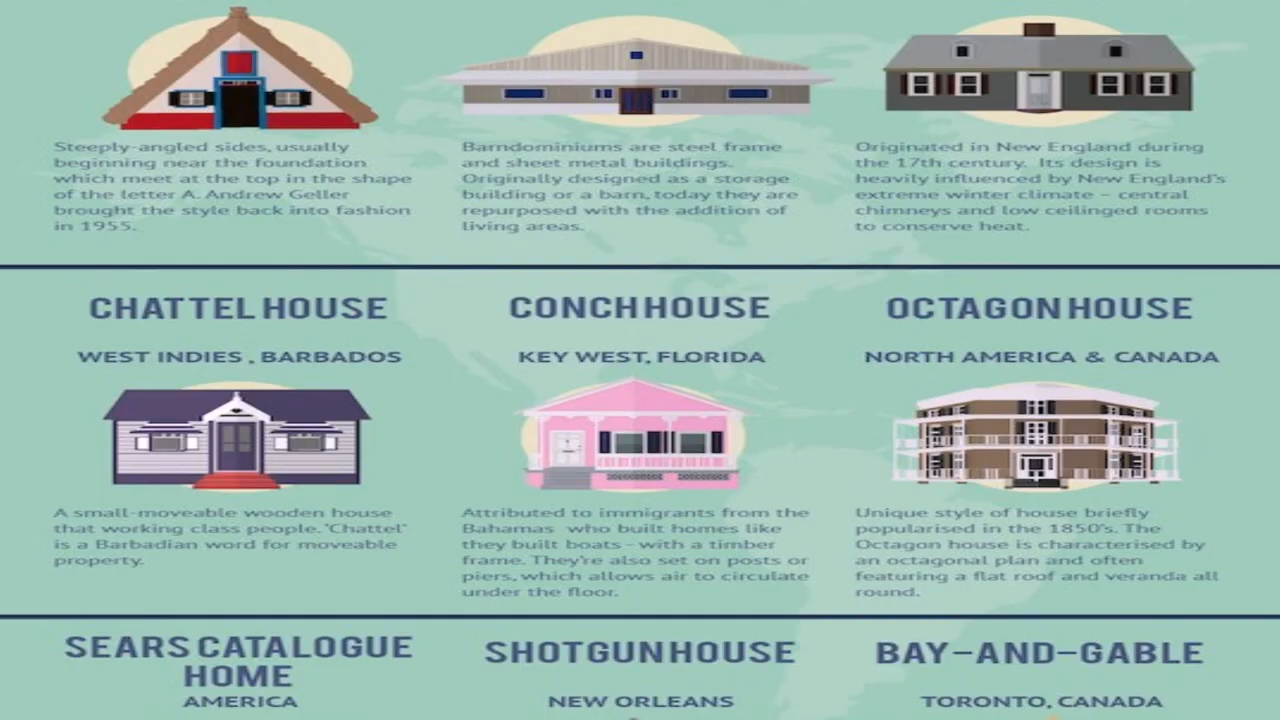 Steeply-angled sides, usually
beginning near the foundation
which meet at the top in the shape
of the letter A. Andrew Geller
brought the style back into fashion
in 1955.
Barndominiums are steel frame
and sheet metal buildings.
Originally designed as a storage
building or a barn, today they are
repurposed with the addition of
living areas.
Originated in New England during
the 17th century. Its design is
heavily influenced by New England's
extreme winter climate – central
chimneys and low ceilinged rooms
to conserve heat.
CHATTEL HOUSE
WEST INDIES , BARBADOS
A small-moveable wooden house
that working class people. 'Chattel'
is a Barbadian word for moveable
property.
CONCH HOUSE
KEY WEST, FLORIDA
Attributed to immigrants from the
Bahamas who built homes like
they built boats - with a timber
frame. They're also set on posts or
piers, which allows air to circulate
under the floor.
OCTAGON HOUSE
NORTH AMERICA & CANADA
Unique style of house briefly
popularised in the 1850's. The
Octagon house is characterised by
an octagonal plan and often
featuring a flat roof and veranda all
round.
SEARS CATALOGUE
HOME
AMERICA
SHOTGUN HOUSE
NEW ORLEANS
BAY-AND-GABLE
TORONTO, CANADA